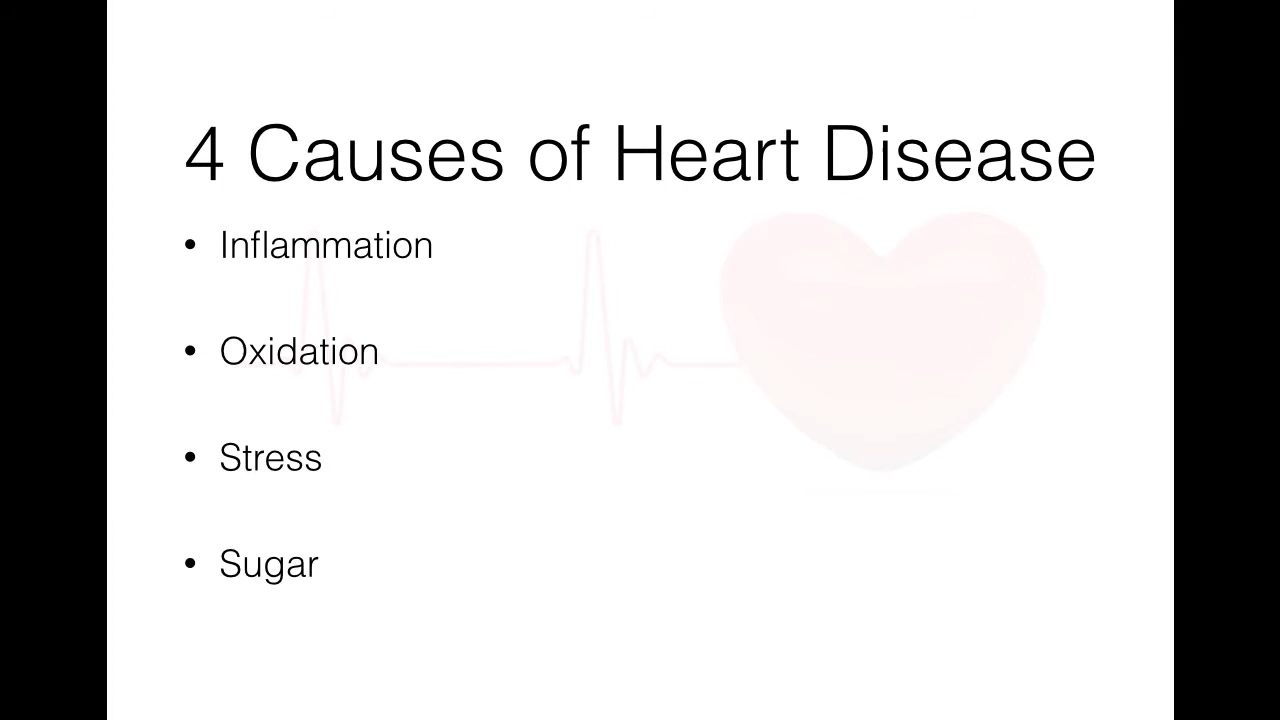 4 Causes of Heart Disease
• Inflammation
• Oxidation
• Stress
• Sugar